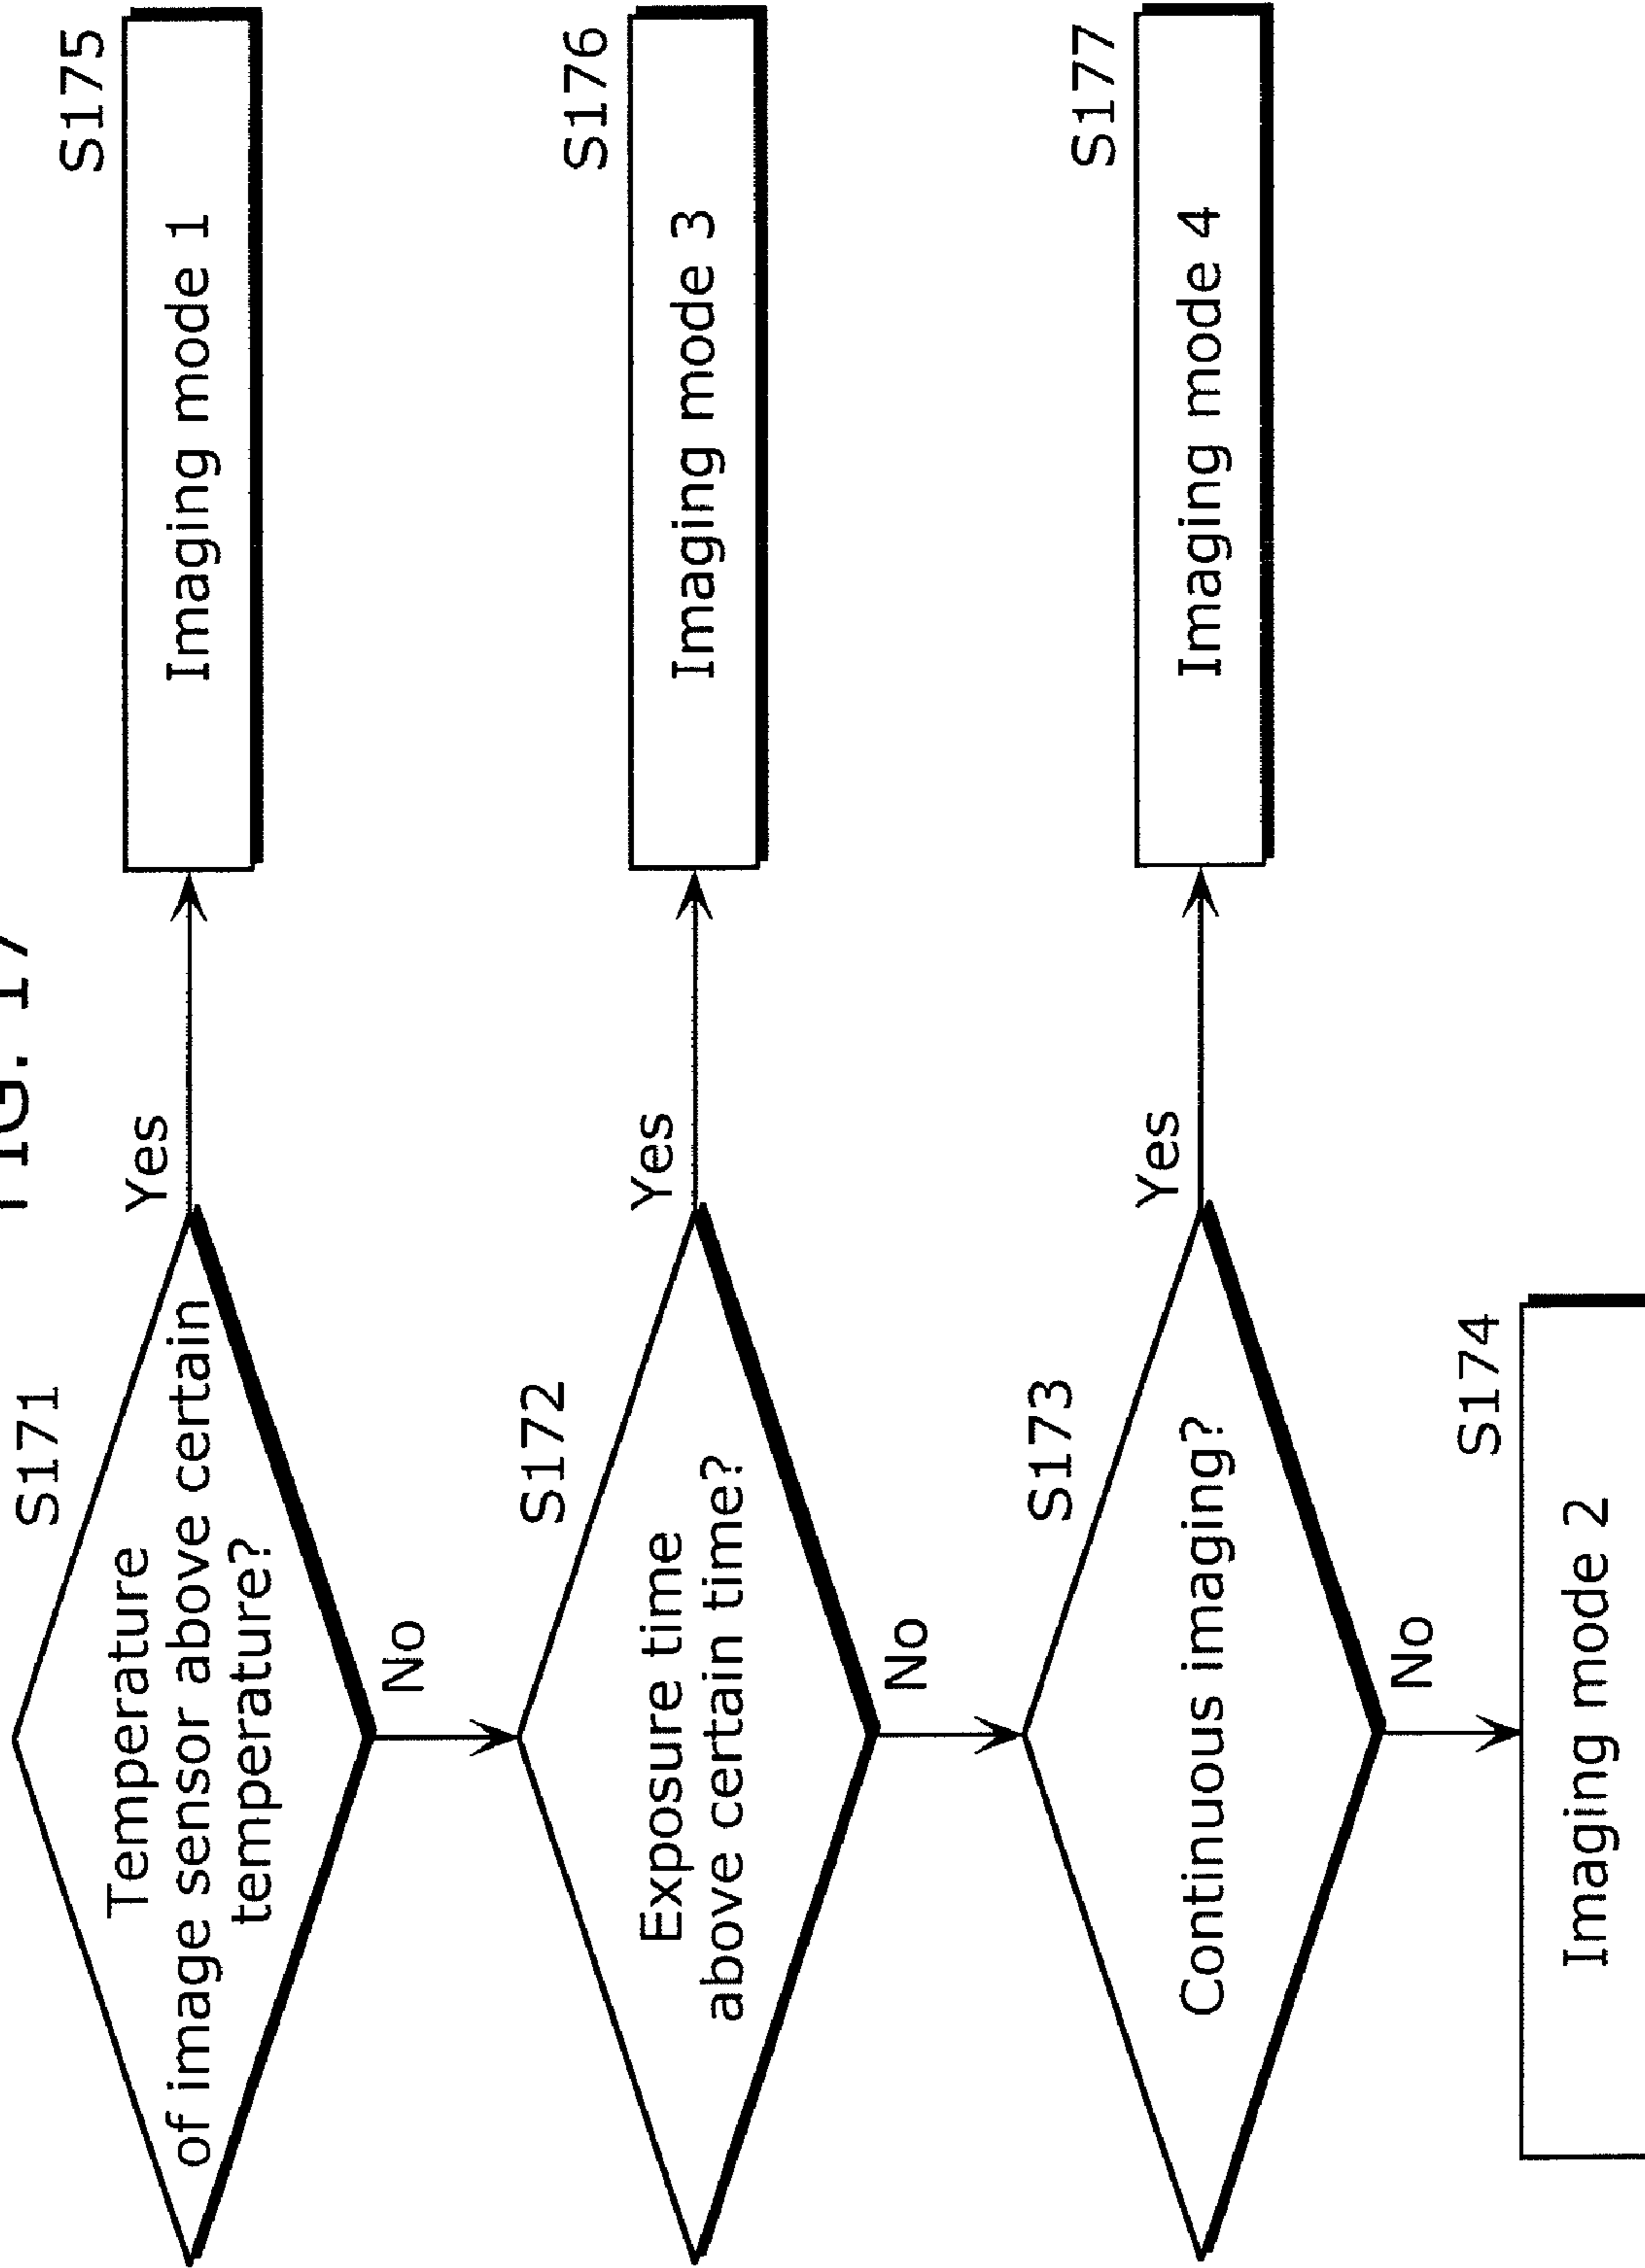 FIG. 17
S171
Temperature
of image sensor above certain
temperature?
Yes
S175
Imaging mode 1
No
S172
Exposure time
above certain time?
Yes
S176
Imaging mode 3
No
S173
Continuous imaging?
Yes
S177
Imaging mode 4
No
S174
Imaging mode 2